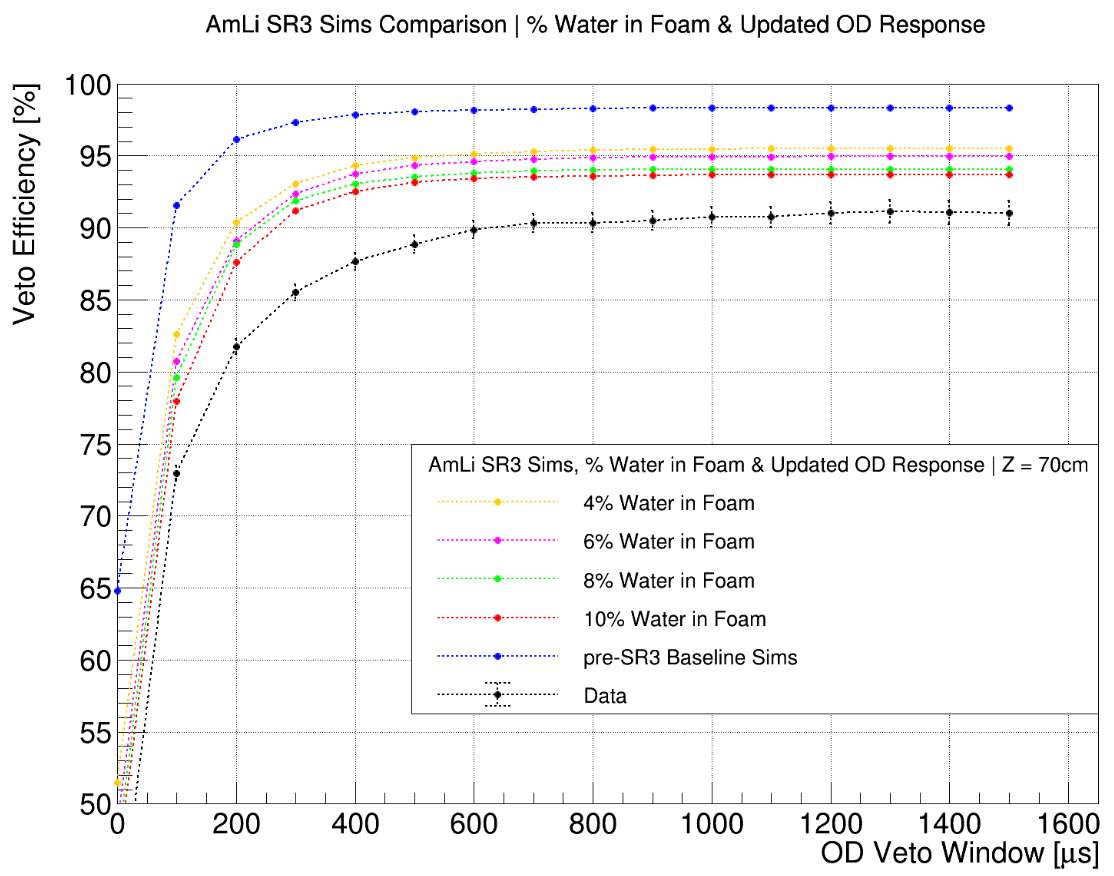 AmLi SR3 Sims Comparison | % Water in Foam & Updated OD Response
Veto Efficiency [%]
100
95
90
85
80
75
70
65
60
55
50
AmLi SR3 Sims, % Water in Foam & Updated OD Response | Z = 70cm
4% Water in Foam
6% Water in Foam
8% Water in Foam
10% Water in Foam
pre-SR3 Baseline Sims
Data
0 200 400 600 800 1000 1200 1400 1600
OD Veto Window [μs]